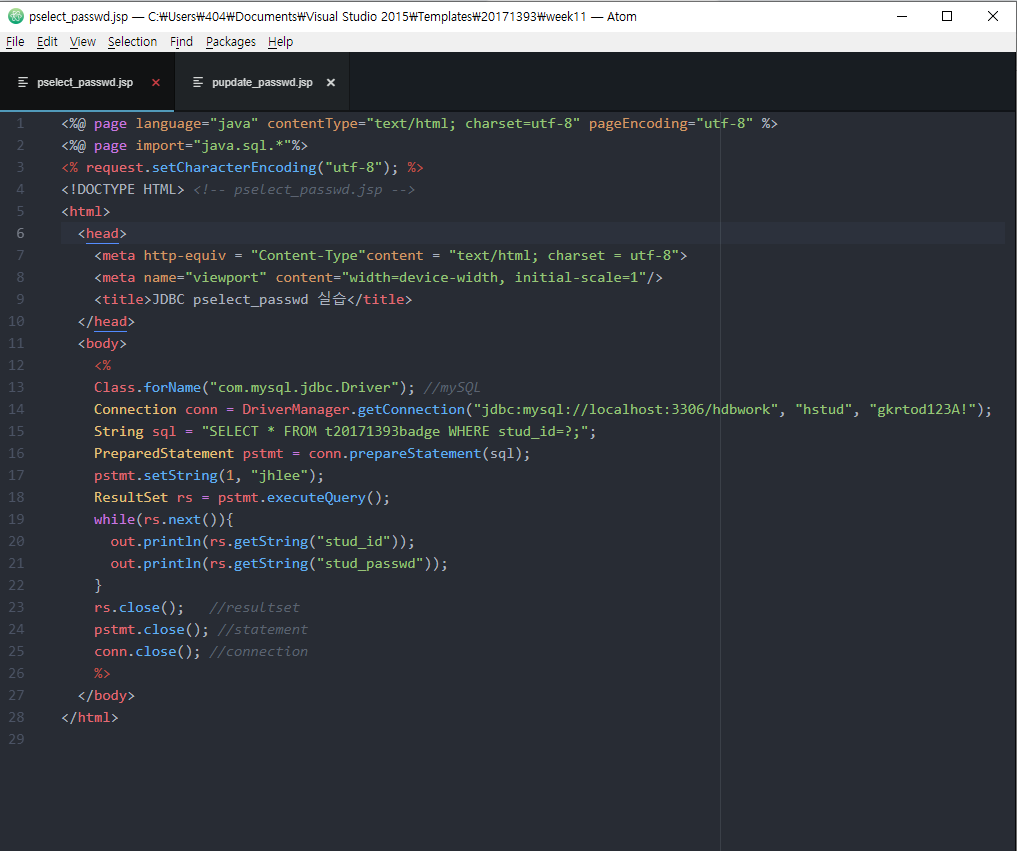 pselect_passwd.jsp — C:₩Users₩404₩Documents₩Visual Studio 2015₩Templates₩20171393₩week11 — Atom
File Edit View Selection Find Packages Help
pselect_passwd.jsp × pupdate_passwd.jsp ×
1 <%@ page language="java" contentType="text/html; charset=utf-8" pageEncoding="utf-8" %>
2 <%@ page import="java.sql.*"%>
3 <% request.setCharacterEncoding("utf-8"); %>
4 <!DOCTYPE HTML> <!-- pselect_passwd.jsp -->
5 <html>
6 <head>
7 <meta http-equiv = "Content-Type"content = "text/html; charset = utf-8">
8 <meta name="viewport" content="width=device-width, initial-scale=1"/>
9 <title>JDBC pselect_passwd 실습</title>
10 </head>
11 <body>
12 <%
13 Class.forName("com.mysql.jdbc.Driver"); //mySQL
14 Connection conn = DriverManager.getConnection("jdbc:mysql://localhost:3306/hdbwork", "hstud", "gkrtod123A!");
15 String sql = "SELECT * FROM t20171393badge WHERE stud_id=?;";
16 PreparedStatement pstmt = conn.prepareStatement(sql);
17 pstmt.setString(1, "jhlee");
18 ResultSet rs = pstmt.executeQuery();
19 while(rs.next()){
20 out.println(rs.getString("stud_id"));
21 out.println(rs.getString("stud_passwd"));
22 }
23 rs.close(); //resultset
24 pstmt.close(); //statement
25 conn.close(); //connection
26 %>
27 </body>
28 </html>
29